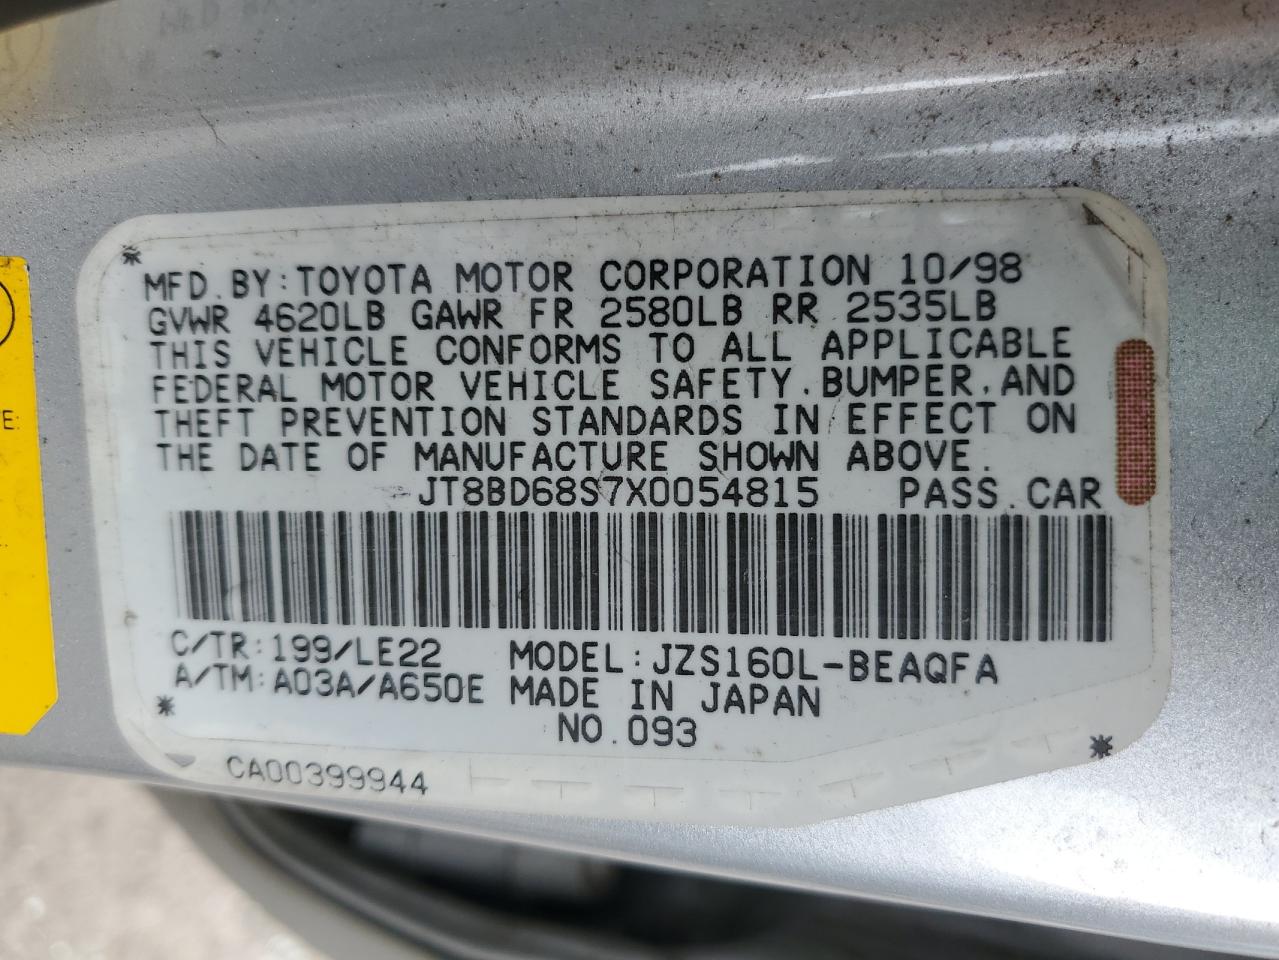 MFD. BY: TOYOTA MOTOR CORPORATION 10/98
GVWR 4620LB GAWR FR 2580LB RR 2535LB
THIS VEHICLE CONFORMS TO ALL APPLICABLE
FEDERAL MOTOR VEHICLE SAFETY, BUMPER, AND
THEFT PREVENTION STANDARDS IN EFFECT ON
THE DATE OF MANUFACTURE SHOWN ABOVE.
JT8BD68S7X0054815 PASS. CAR
C/TR: 199/LE22 MODEL: JZS160L-BEAQFA
A/TM: A03A/A650E MADE IN JAPAN
NO. 093
CA00399944
E: